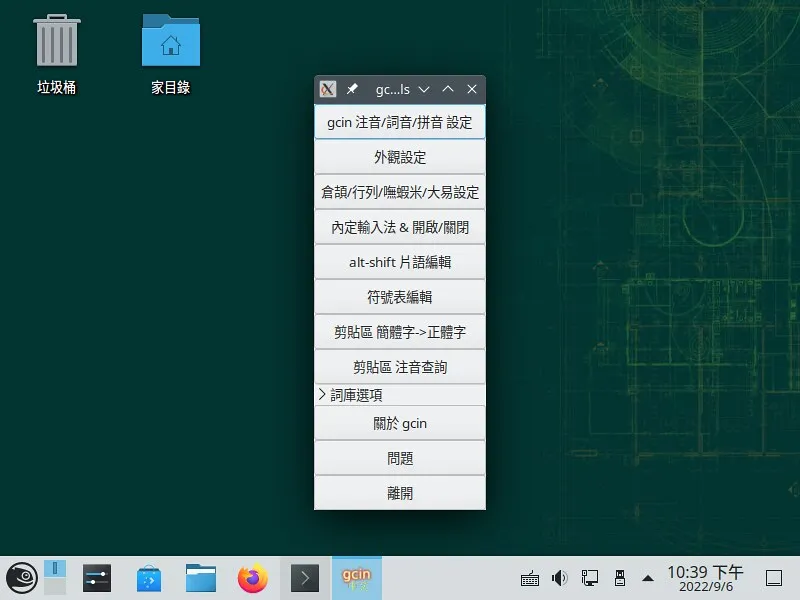 垃圾桶
家目錄
gc...ls
gcin 注音/詞音/拼音 設定
外觀設定
倉頡/行列/嘸蝦米/大易設定
內定輸入法 & 開啟/關閉
alt-shift 片語編輯
符號表編輯
剪貼區 簡體字->正體字
剪貼區 注音查詢
詞庫選項
關於 gcin
問題
離開
gcin
10:39 下午
2022/9/6